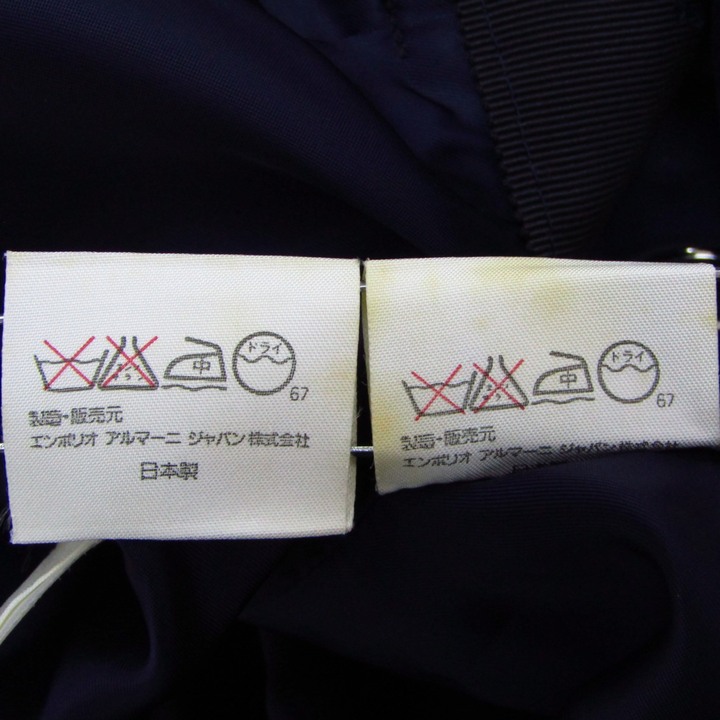 中 ドライ
67
製造・販売元
エンポリオ アルマーニ ジャパン株式会社
日本製
中 ドライ
67
製造・販売元
エンポリオ アルマーニ ジャパン株式会社
日本製